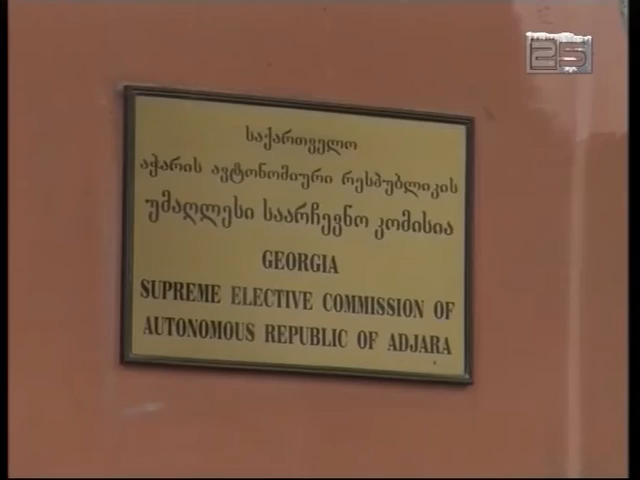 25
საქართველო
აჭარის ავტონომიური რესპუბლიკის
უმაღლესი საარჩევნო კომისია
GEORGIA
SUPREME ELECTIVE COMMISSION OF
AUTONOMOUS REPUBLIC OF ADJARA